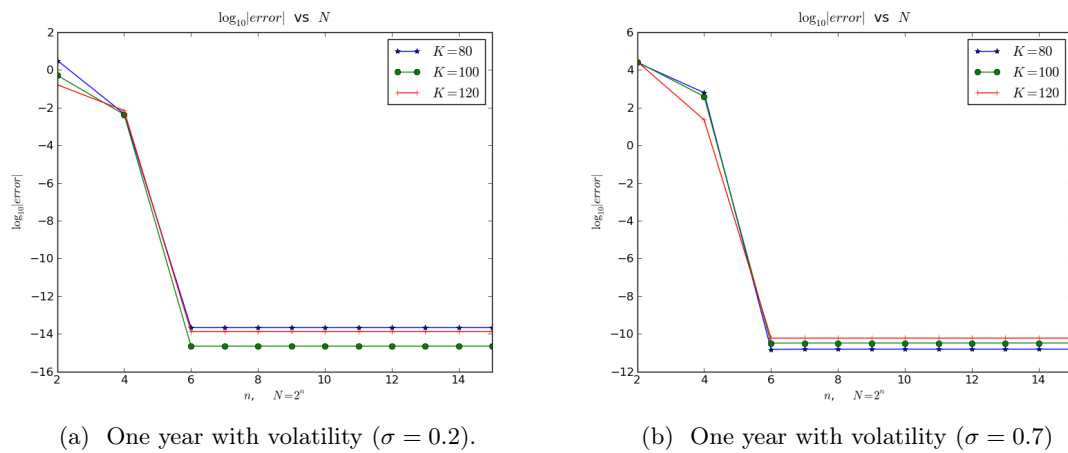 log₁₀|error| vs N
2
0
−2
−4
−6
−8
−10
−12
−14
−16
log₁₀|error|
K=80
K=100
K=120
2 4 6 8 10 12 14
n, N=2ⁿ
(a) One year with volatility (σ = 0.2).
log₁₀|error| vs N
6
4
2
0
−2
−4
−6
−8
−10
−12
log₁₀|error|
K=80
K=100
K=120
2 4 6 8 10 12 14
n, N=2ⁿ
(b) One year with volatility (σ = 0.7)